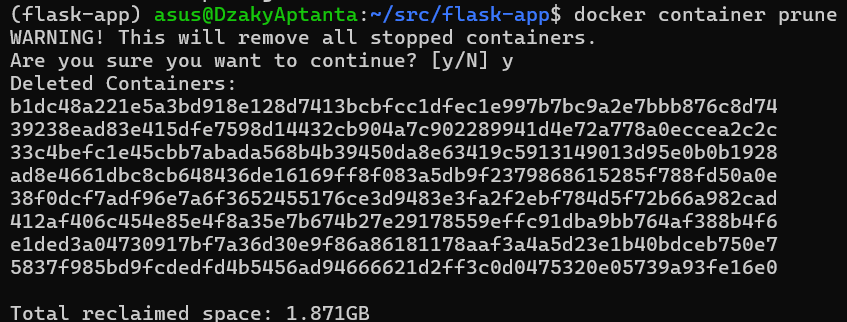 (flask-app) asus@DzakyAptanta:~/src/flask-app$ docker container prune
WARNING! This will remove all stopped containers.
Are you sure you want to continue? [y/N] y
Deleted Containers:
b1dc48a221e5a3bd918e128d7413bcbfcc1dfec1e997b7bc9a2e7bbb876c8d74
39238ead83e415dfe7598d14432cb904a7c902289941d4e72a778a0eccea2c2c
33c4befc1e45cbb7abada568b4b39450da8e63419c5913149013d95e0b0b1928
ad8e4661dbc8cb648436de16169ff8f083a5db9f2379868615285f788fd50a0e
38f0dcf7adf96e7a6f3652455176ce3d9483e3fa2f2ebf784d5f72b66a982cad
412af406c454e85e4f8a35e7b674b27e29178559effc91dba9bb764af388b4f6
e1ded3a04730917bf7a36d30e9f86a86181178aaf3a4a5d23e1b40bdceb750e7
5837f985bd9fcdedfd4b5456ad94666621d2ff3c0d0475320e05739a93fe16e0
Total reclaimed space: 1.871GB